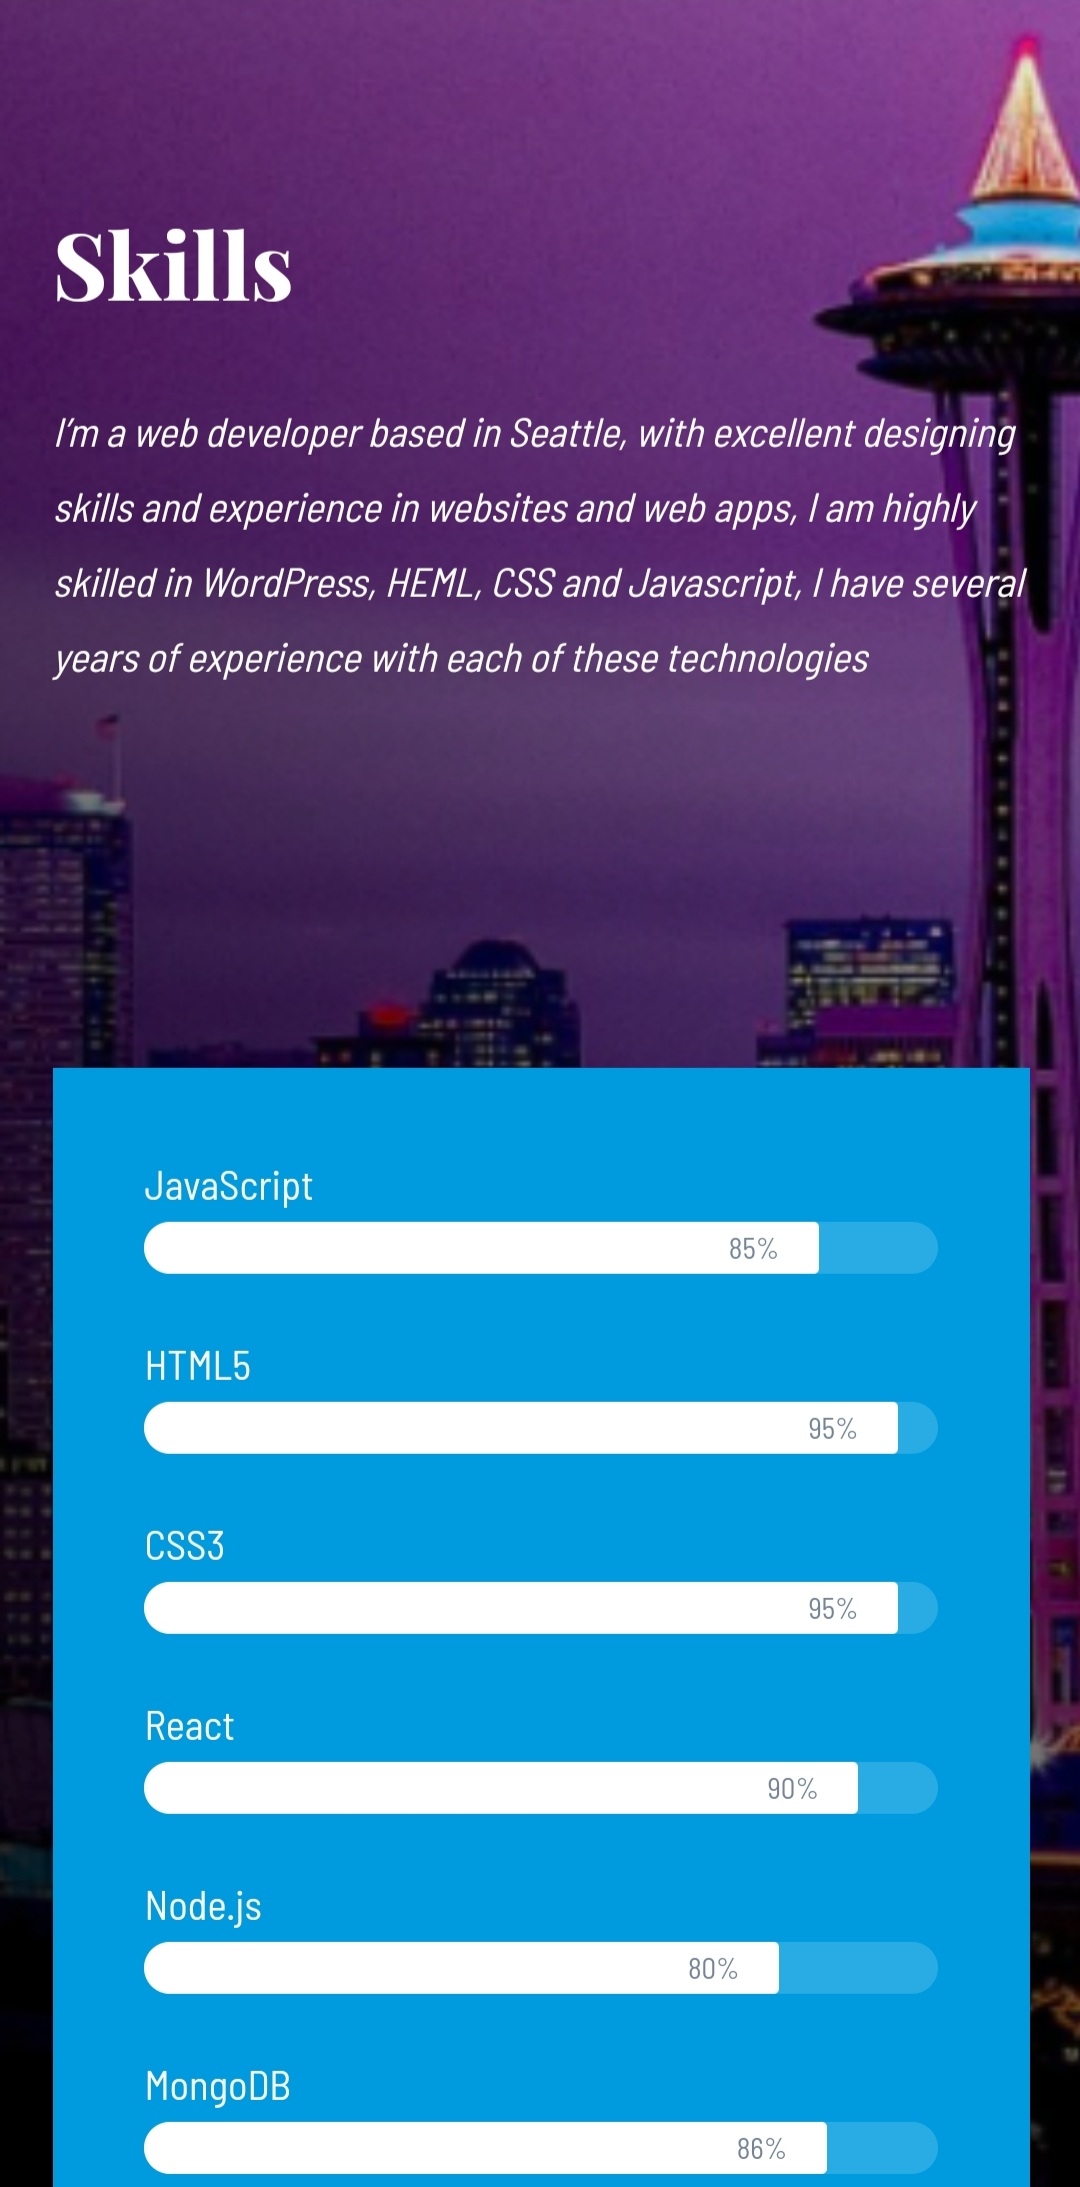 Skills
I'm a web developer based in Seattle, with excellent designing
skills and experience in websites and web apps, I am highly
skilled in WordPress, HEML, CSS and Javascript, I have several
years of experience with each of these technologies
JavaScript
85%
HTML5
95%
CSS3
95%
React
90%
Node.js
80%
MongoDB
86%